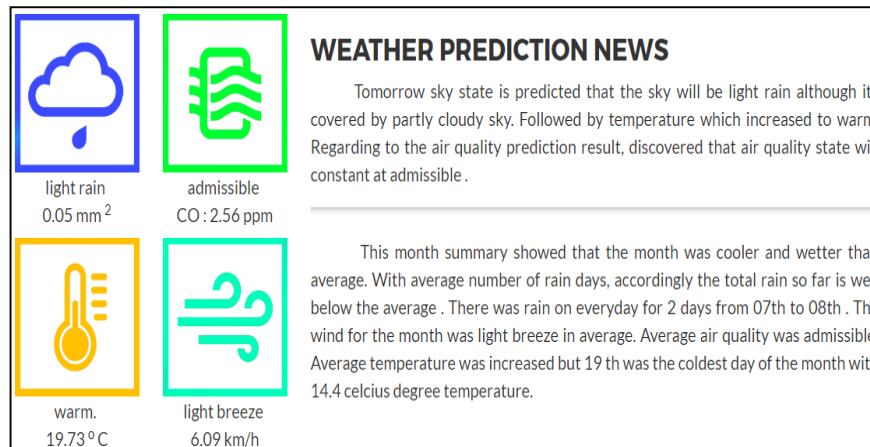 light rain
0.05 mm 2
admissible
CO : 2.56 ppm
warm.
19.73 ° C
light breeze
6.09 km/h
WEATHER PREDICTION NEWS
Tomorrow sky state is predicted that the sky will be light rain although it
covered by partly cloudy sky. Followed by temperature which increased to warm
Regarding to the air quality prediction result, discovered that air quality state wi
constant at admissible .
This month summary showed that the month was cooler and wetter tha
average. With average number of rain days, accordingly the total rain so far is we
below the average . There was rain on everyday for 2 days from 07th to 08th . Th
wind for the month was light breeze in average. Average air quality was admissible
Average temperature was increased but 19 th was the coldest day of the month wit
14.4 celcius degree temperature.